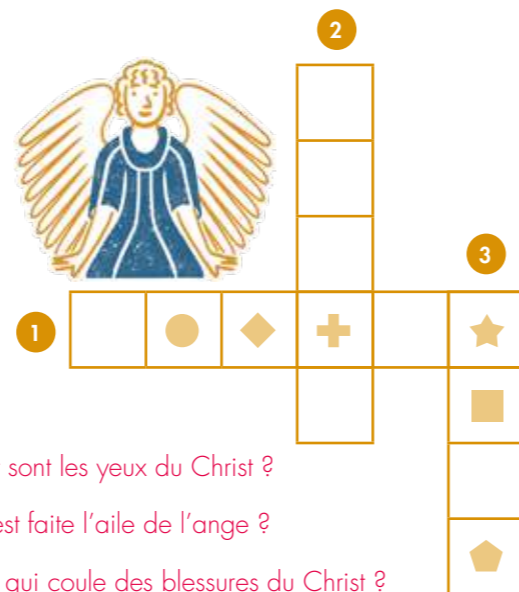 2
3
1
sont les yeux du Christ ?
est faite l’aile de l’ange ?
qui coule des blessures du Christ ?